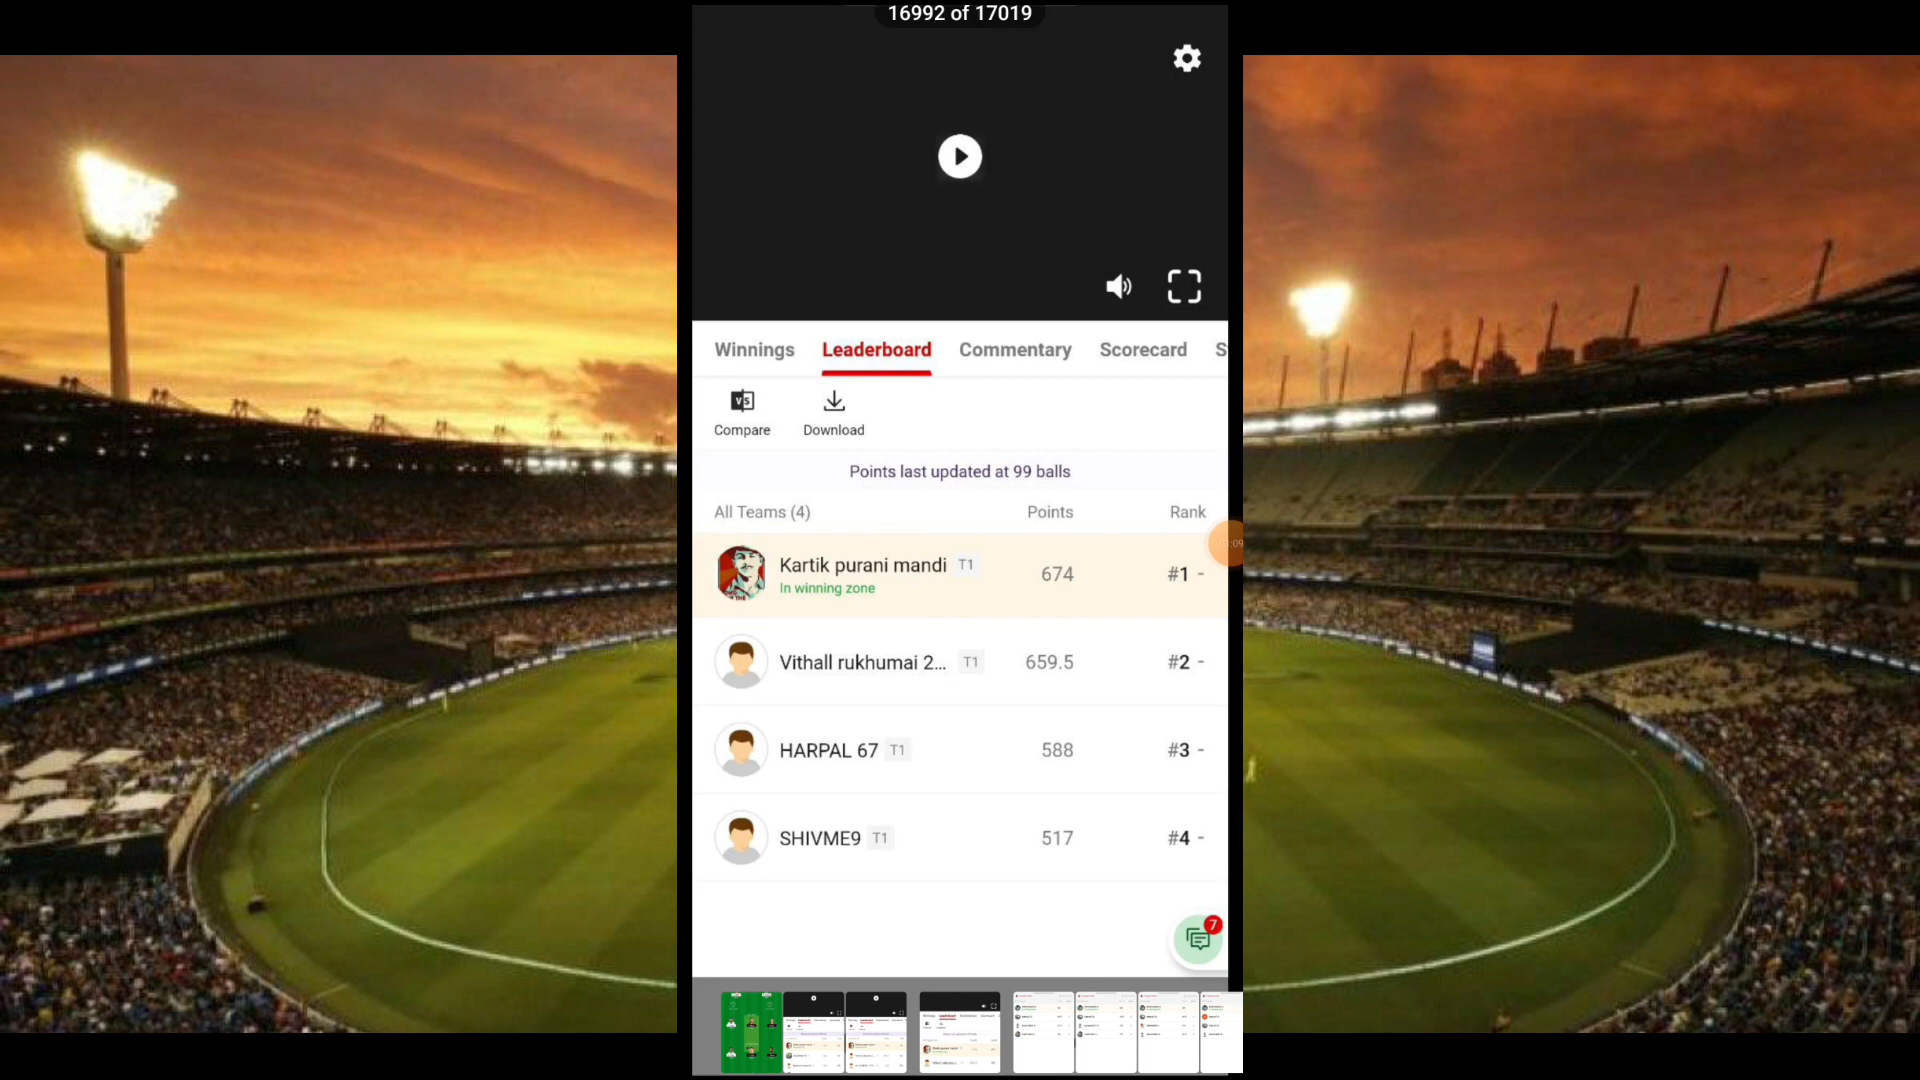 16992 of 17019
Winnings Leaderboard Commentary Scorecard S
VS
Compare Download
Points last updated at 99 balls
All Teams (4) Points Rank
Kartik purani mandi T1 674 #1 -
In winning zone
Vithall rukhumai 2... T1 659.5 #2 -
HARPAL 67 T1 588 #3 -
SHIVME9 T1 517 #4 -
7